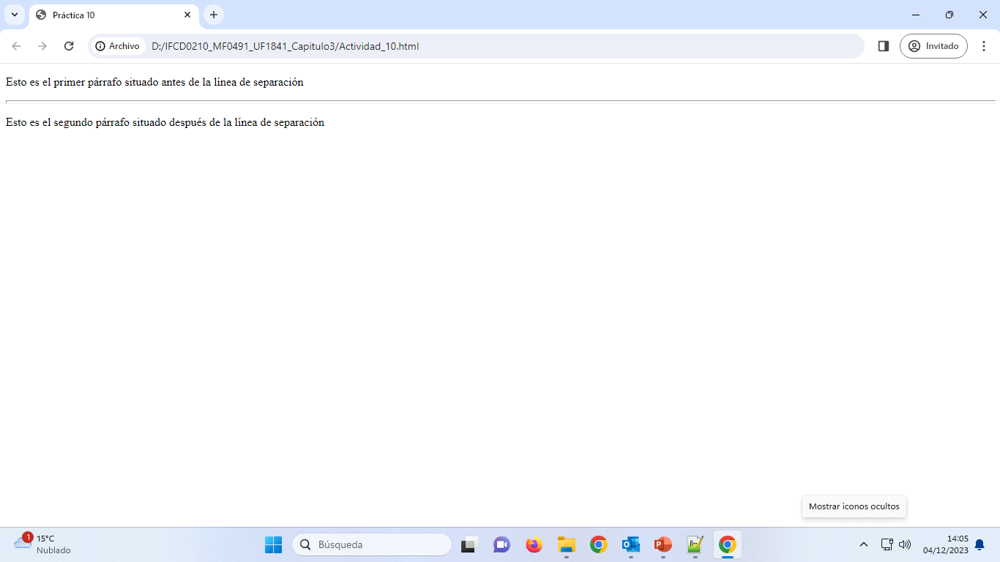 Práctica 10
Archivo D:/IFCD0210_MF0491_UF1841_Capitulo3/Actividad_10.html Invitado
Esto es el primer párrafo situado antes de la línea de separación
Esto es el segundo párrafo situado después de la línea de separación
Mostrar iconos ocultos
1 15°C
Nublado
Búsqueda
14:05
04/12/2023